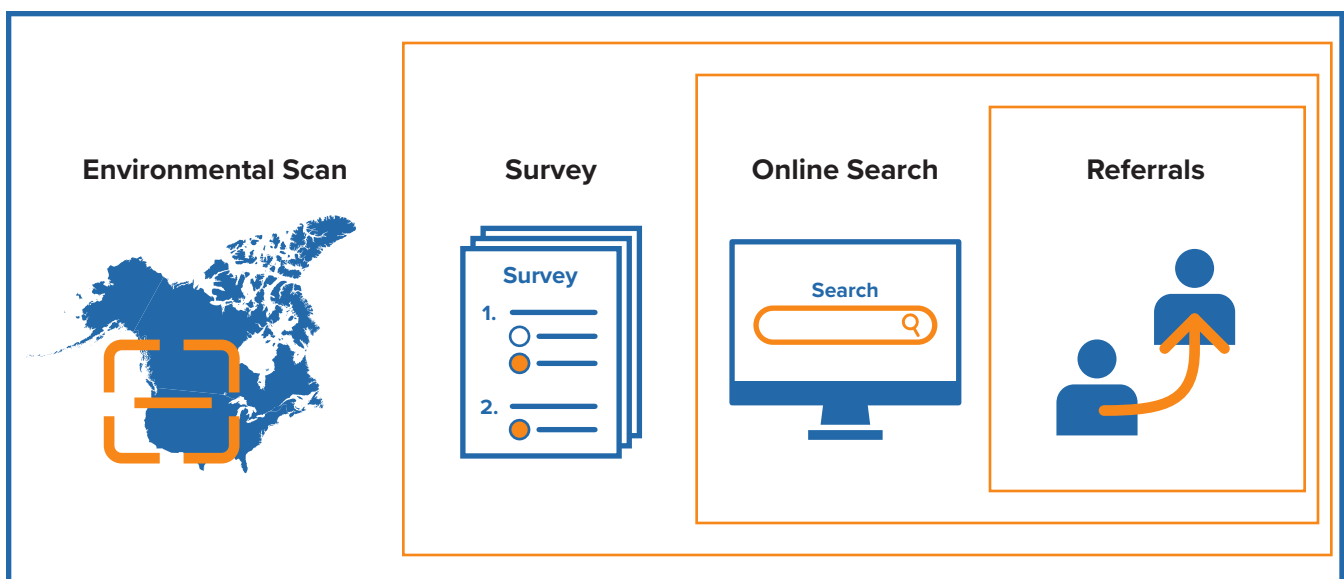 Environmental Scan
Survey
Online Search
Referrals
Survey
1.
2.
Search